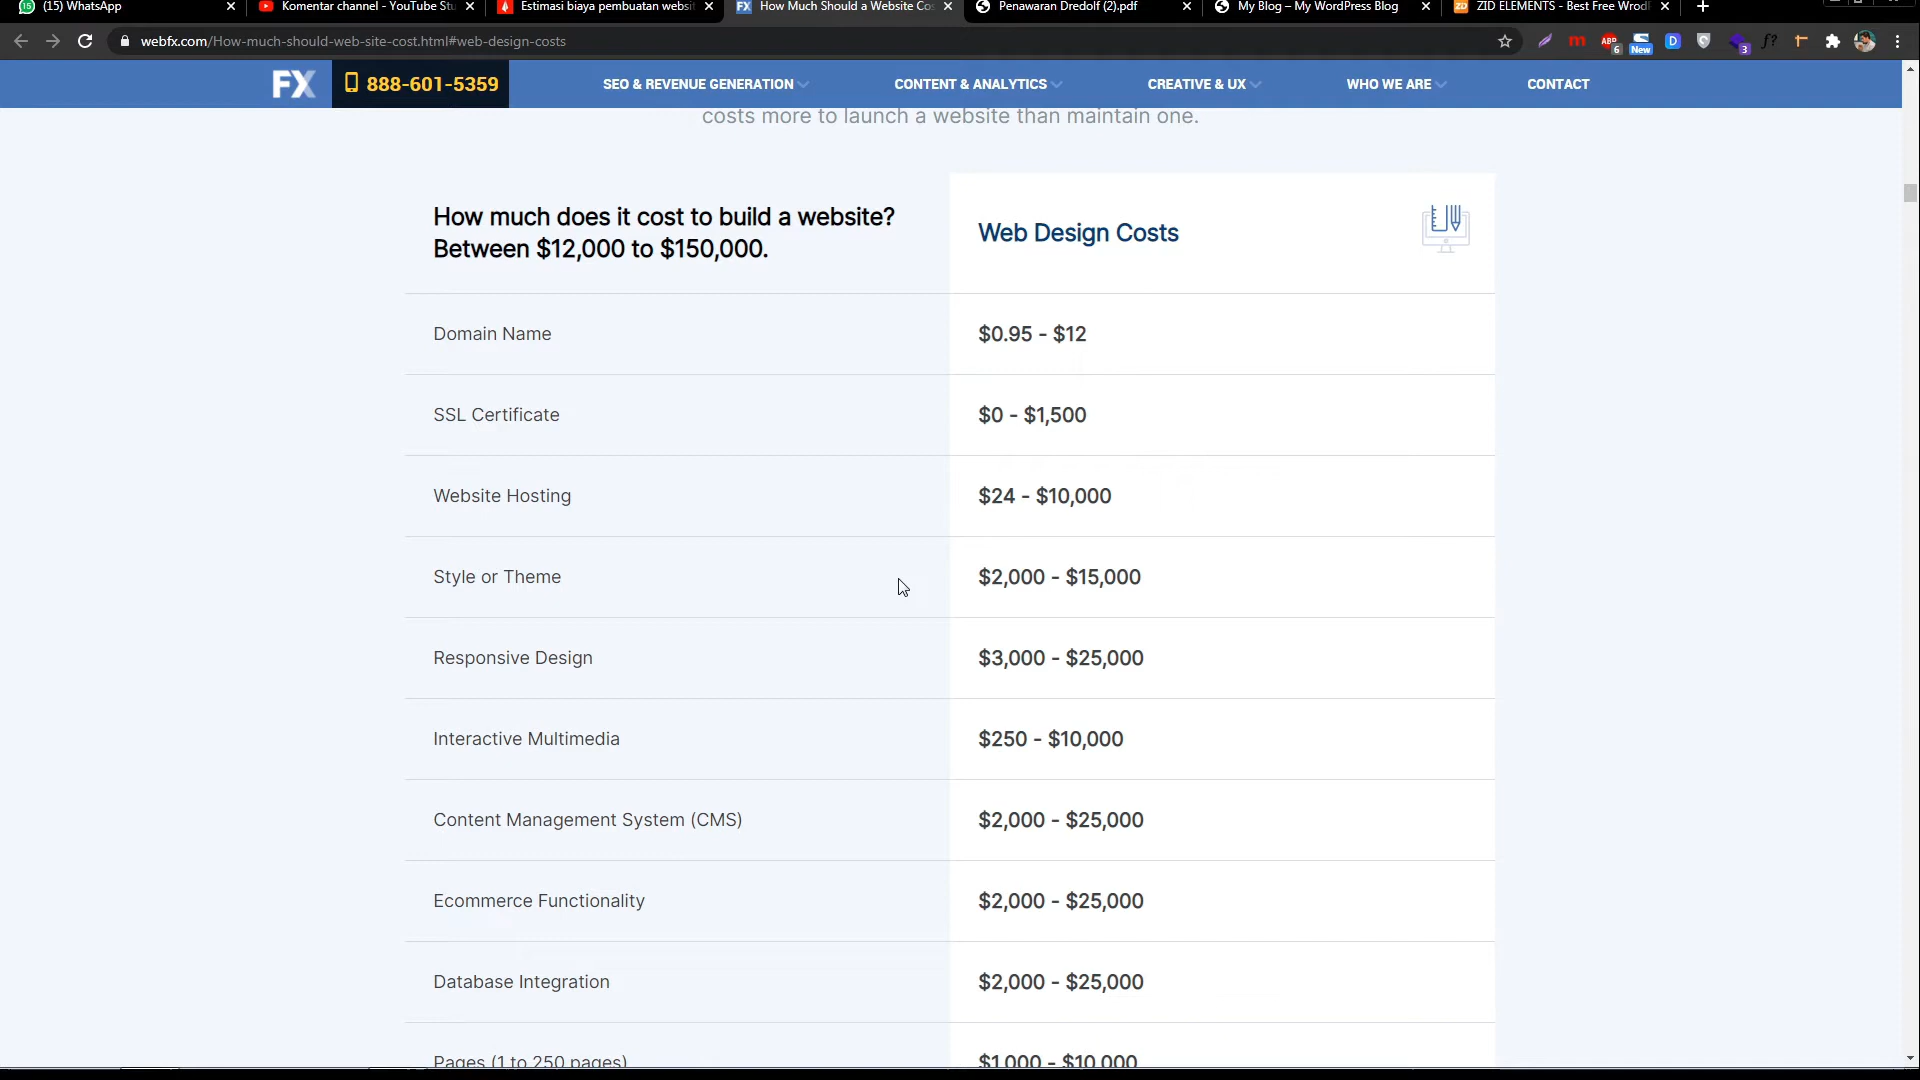 (15) WhatsApp
Komentar channel - YouTube Stu
Estimasi biaya pembuatan websit
How Much Should a Website Cos
Penawaran Dredolf (2).pdf
My Blog – My WordPress Blog
ZID ELEMENTS - Best Free Wrod
webfx.com/How-much-should-web-site-cost.html#web-design-costs
FX
888-601-5359
SEO & REVENUE GENERATION
CONTENT & ANALYTICS
CREATIVE & UX
WHO WE ARE
CONTACT
costs more to launch a website than maintain one.
How much does it cost to build a website?
Between $12,000 to $150,000.
Web Design Costs
Domain Name
$0.95 - $12
SSL Certificate
$0 - $1,500
Website Hosting
$24 - $10,000
Style or Theme
$2,000 - $15,000
Responsive Design
$3,000 - $25,000
Interactive Multimedia
$250 - $10,000
Content Management System (CMS)
$2,000 - $25,000
Ecommerce Functionality
$2,000 - $25,000
Database Integration
$2,000 - $25,000
Pages (1 to 250 pages)
$1,000 - $10,000